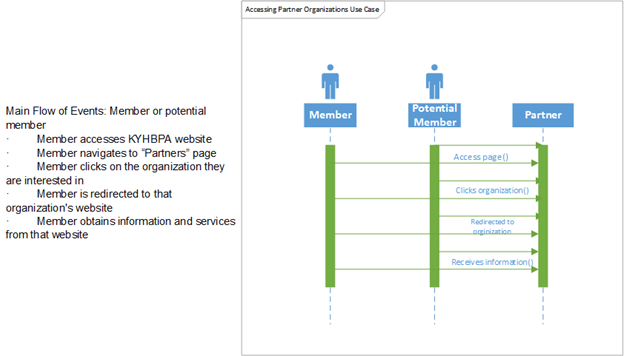 Accessing Partner Organizations Use Case
Main Flow of Events: Member or potential
member
· Member accesses KYHBPA website
· Member navigates to “Partners” page
· Member clicks on the organization they
are interested in
· Member is redirected to that
organization's website
· Member obtains information and services
from that website
Member
Potential
Member
Partner
Access page()
Clicks organization()
Redirected to
orginization
Receives information()